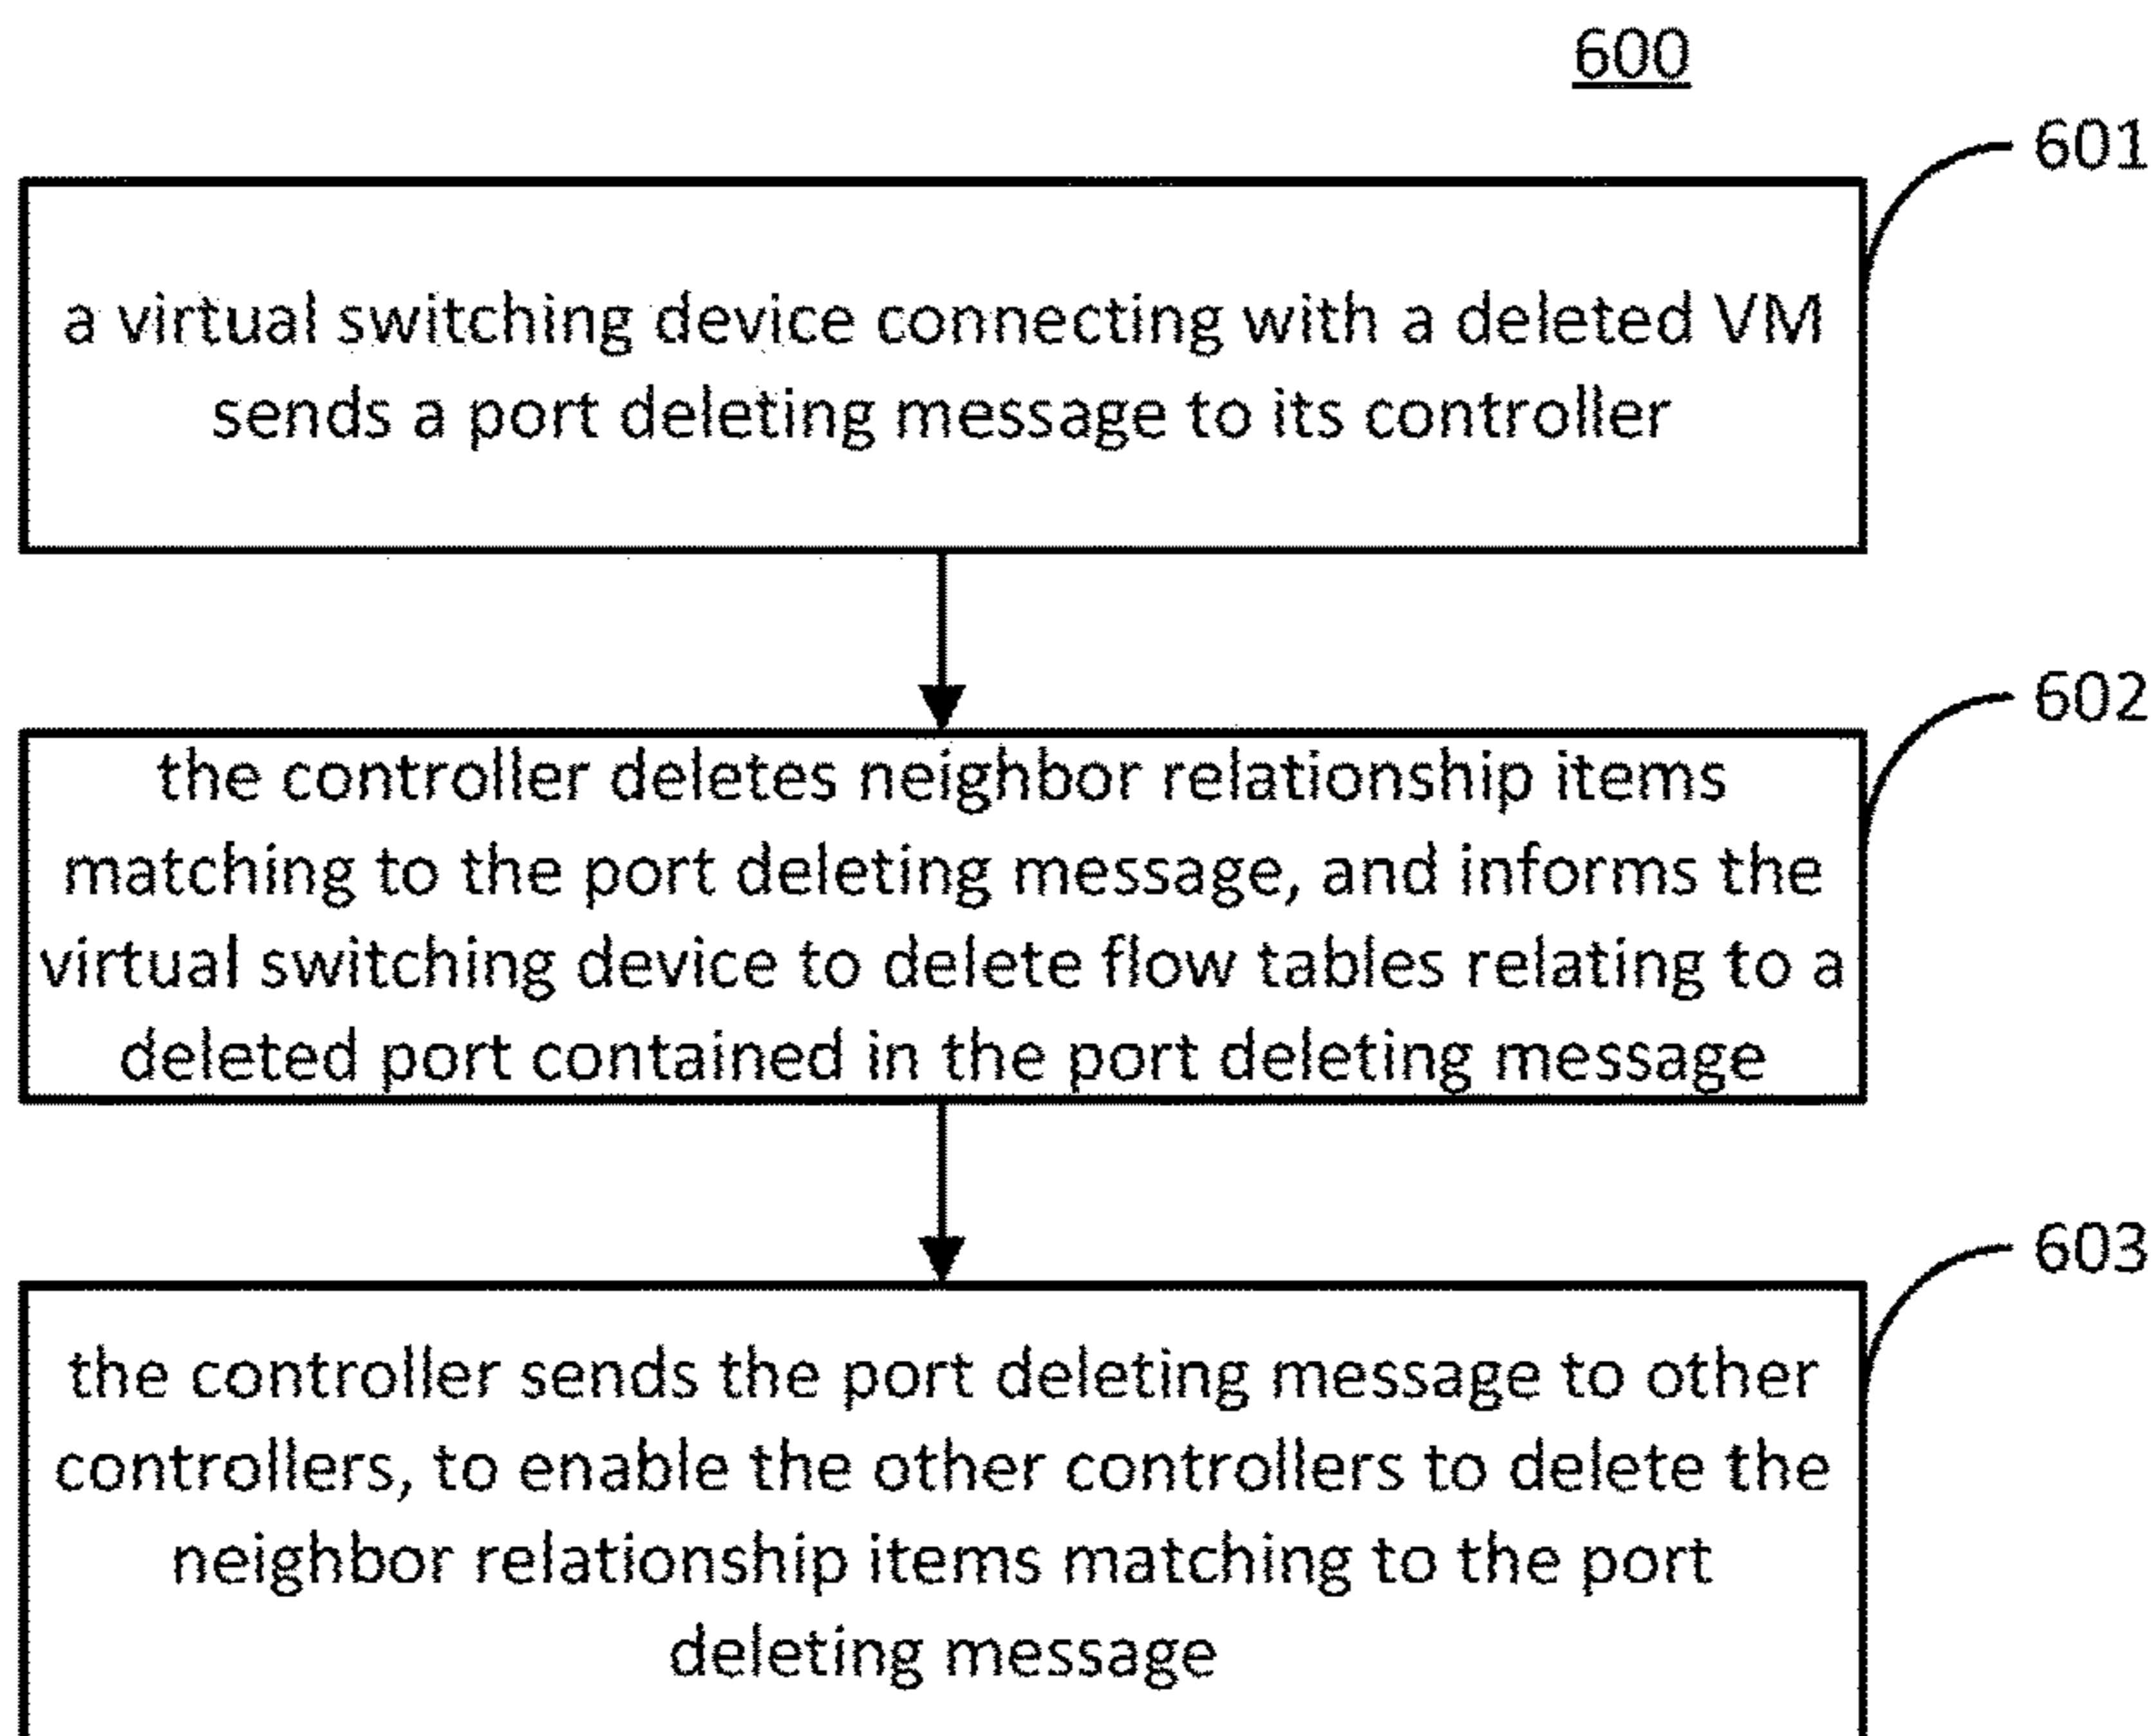 600
601
a virtual switching device connecting with a deleted VM
sends a port deleting message to its controller
602
the controller deletes neighbor relationship items
matching to the port deleting message, and informs the
virtual switching device to delete flow tables relating to a
deleted port contained in the port deleting message
603
the controller sends the port deleting message to other
controllers, to enable the other controllers to delete the
neighbor relationship items matching to the port
deleting message